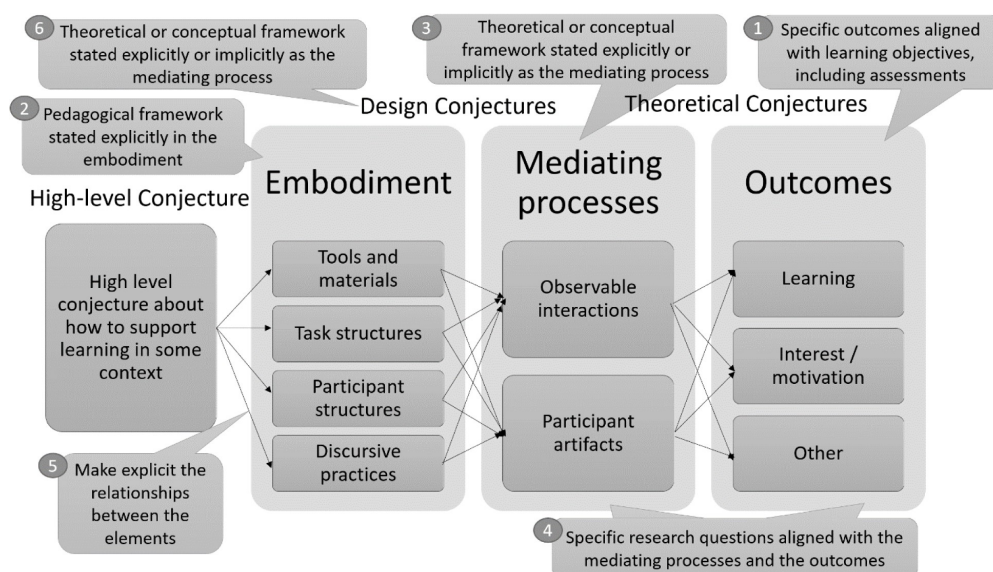 6
Theoretical or conceptual framework
stated explicitly or implicitly as the
mediating process
3
Theoretical or conceptual
framework stated explicitly or
implicitly as the mediating process
1
Specific outcomes aligned
with learning objectives,
including assessments
2
Pedagogical framework
stated explicitly in the
embodiment
Design Conjectures
Theoretical Conjectures
High-level Conjecture
Embodiment
Mediating
processes
Outcomes
High level
conjecture about
how to support
learning in some
context
Tools and
materials
Task structures
Participant
structures
Discursive
practices
Observable
interactions
Participant
artifacts
Learning
Interest /
motivation
Other
5
Make explicit the
relationships
between the
elements
4
Specific research questions aligned with the
mediating processes and the outcomes